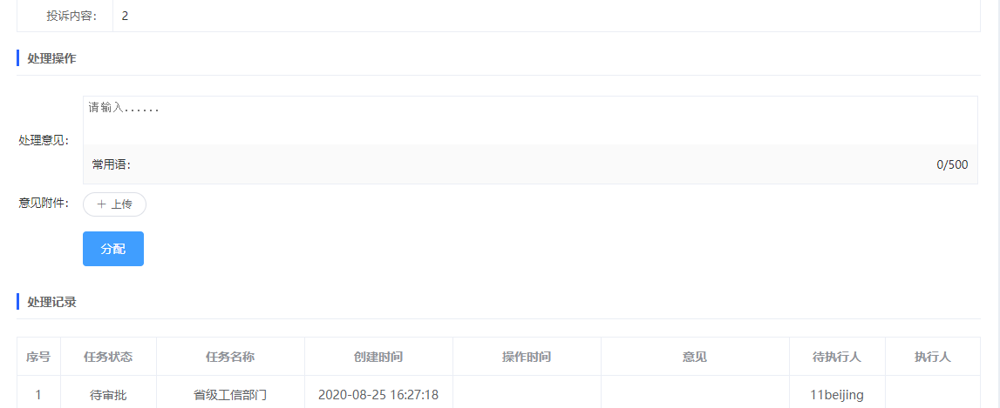 投诉内容： 2
处理操作
请输入......
处理意见：
常用语： 0/500
意见附件： + 上传
分配
处理记录
序号 任务状态 任务名称 创建时间 操作时间 意见 待执行人 执行人
1 待审批 省级工信部门 2020-08-25 16:27:18 11beijing